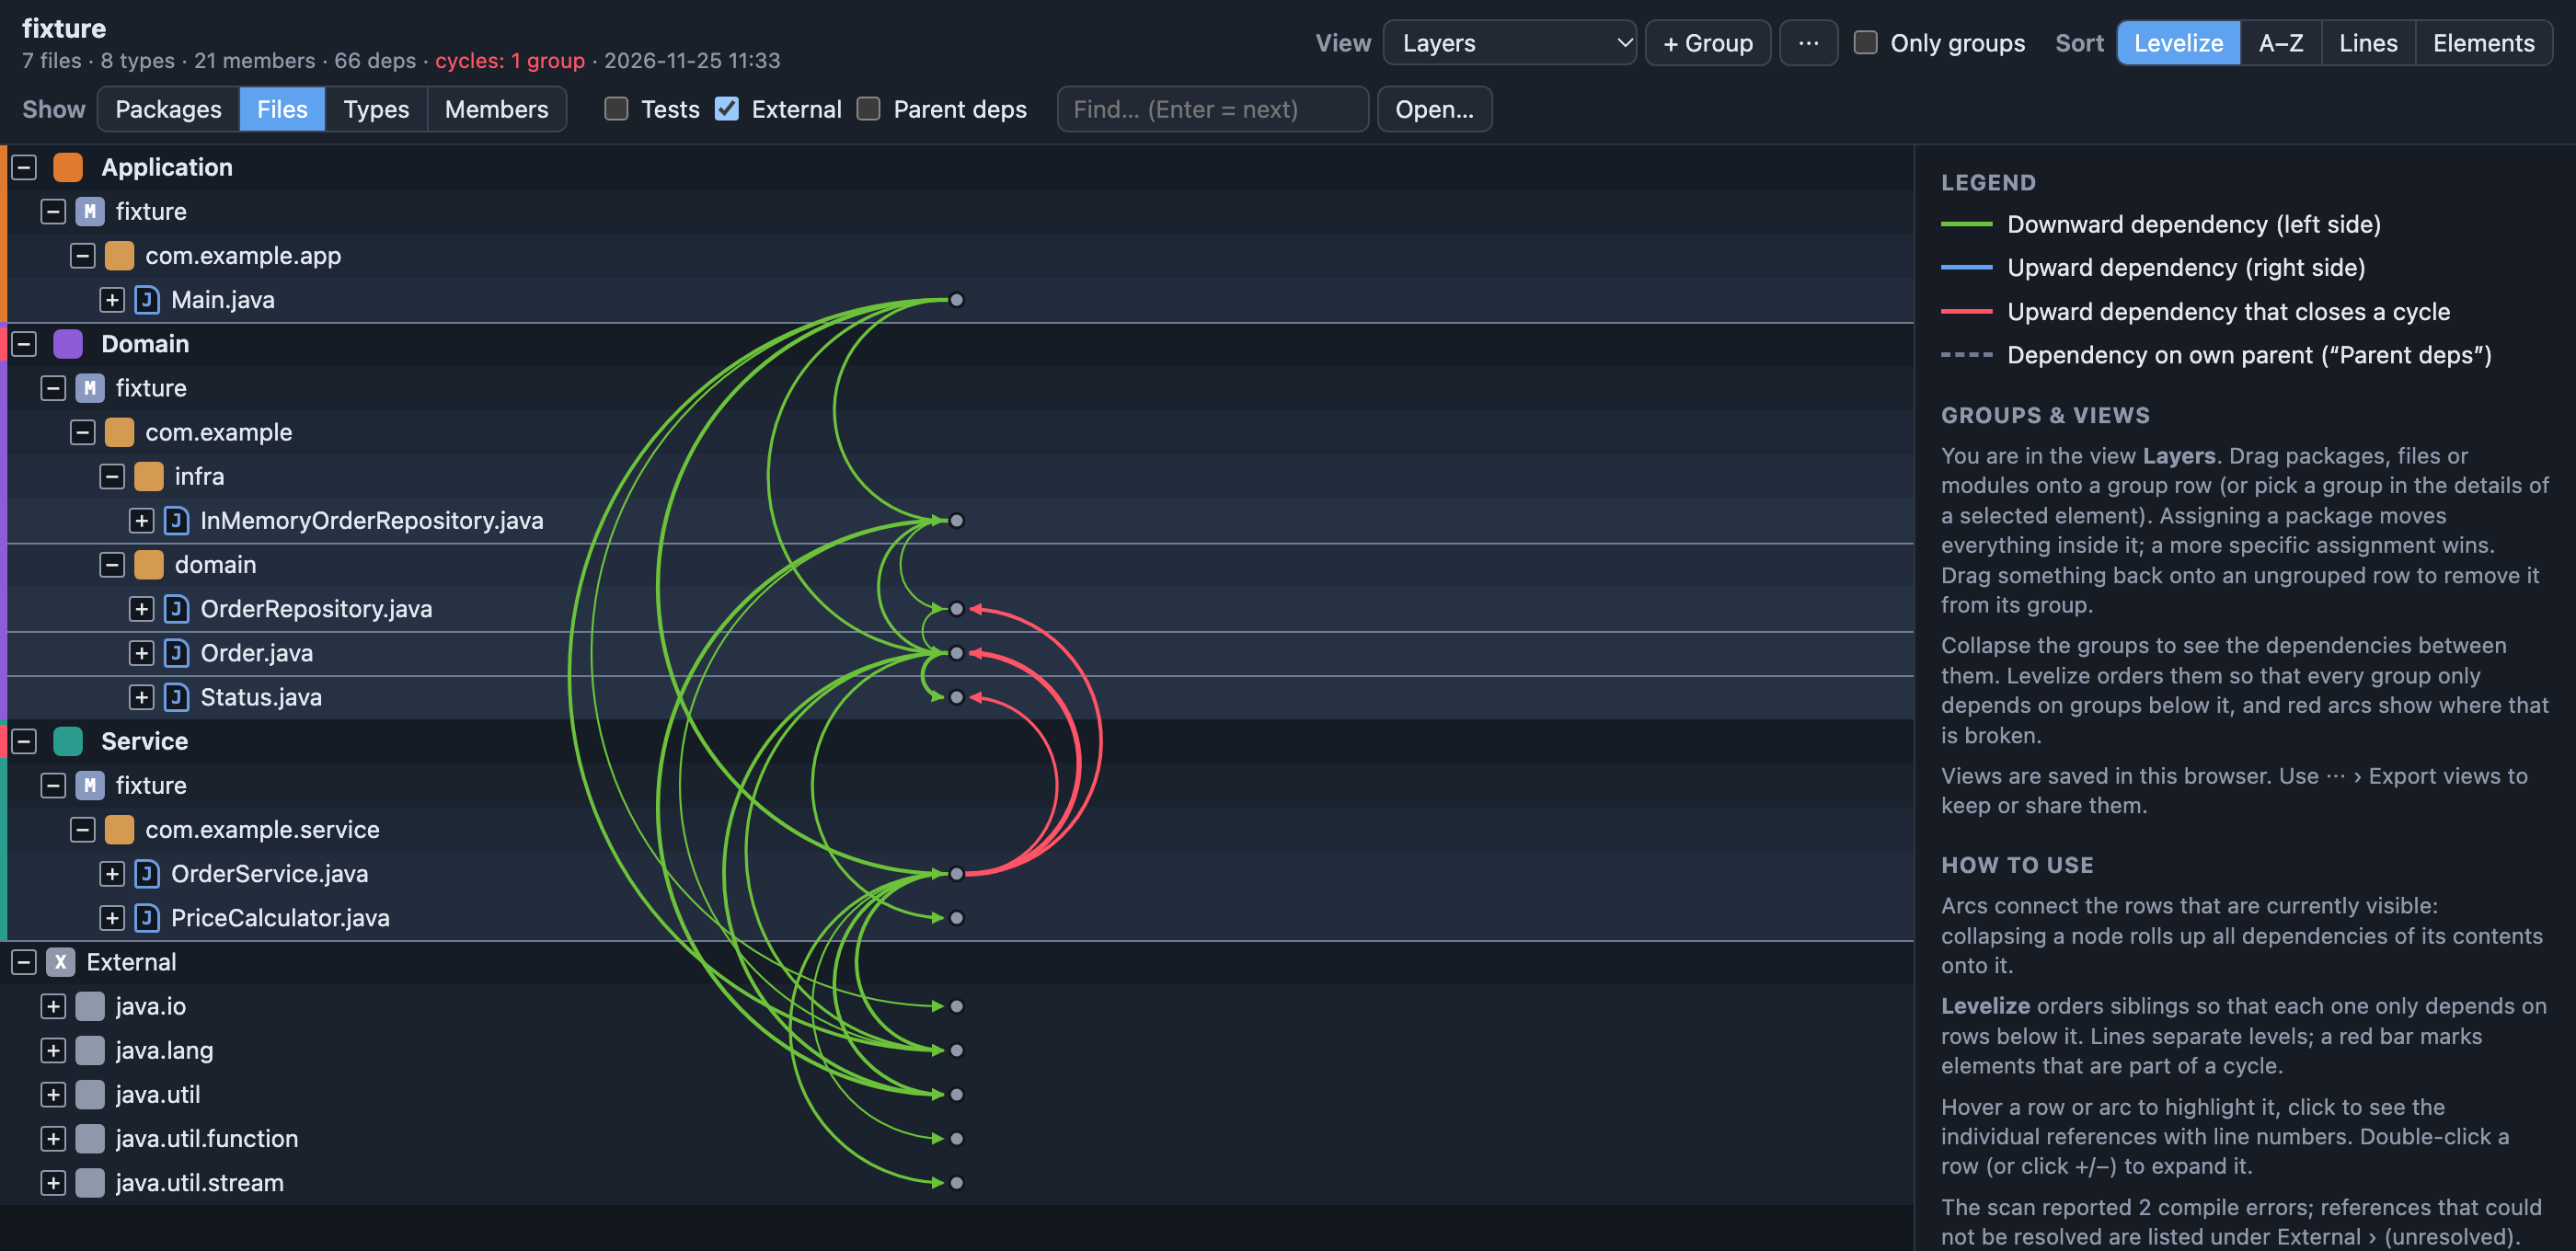 fixture
7 files · 8 types · 21 members · 66 deps · cycles: 1 group · 2026-11-25 11:33
View Layers + Group ··· Only groups Sort Levelize A–Z Lines Elements
Show Packages Files Types Members Tests External Parent deps Find... (Enter = next) Open...
Application
M fixture
com.example.app
J Main.java
Domain
M fixture
com.example
infra
J InMemoryOrderRepository.java
domain
J OrderRepository.java
J Order.java
J Status.java
Service
M fixture
com.example.service
J OrderService.java
J PriceCalculator.java
X External
java.io
java.lang
java.util
java.util.function
java.util.stream
LEGEND
Downward dependency (left side)
Upward dependency (right side)
Upward dependency that closes a cycle
Dependency on own parent (“Parent deps”)
GROUPS & VIEWS
You are in the view Layers. Drag packages, files or
modules onto a group row (or pick a group in the details of
a selected element). Assigning a package moves
everything inside it; a more specific assignment wins.
Drag something back onto an ungrouped row to remove it
from its group.
Collapse the groups to see the dependencies between
them. Levelize orders them so that every group only
depends on groups below it, and red arcs show where that
is broken.
Views are saved in this browser. Use ··· › Export views to
keep or share them.
HOW TO USE
Arcs connect the rows that are currently visible:
collapsing a node rolls up all dependencies of its contents
onto it.
Levelize orders siblings so that each one only depends on
rows below it. Lines separate levels; a red bar marks
elements that are part of a cycle.
Hover a row or arc to highlight it, click to see the
individual references with line numbers. Double-click a
row (or click +/–) to expand it.
The scan reported 2 compile errors; references that could
not be resolved are listed under External › (unresolved).